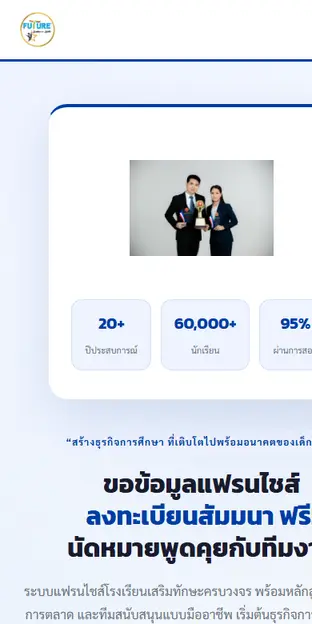 FUTURE
20+
60,000+
95%
ปีประสบการณ์
นักเรียน
ผ่านการสอ
“สร้างธุรกิจการศึกษา ที่เติบโตไปพร้อมอนาคตของเด็ก
ขอข้อมูลแฟรนไชส์
ลงทะเบียนสัมมนา ฟรี
นัดหมายพูดคุยกับทีมงา
ระบบแฟรนไชส์โรงเรียนเสริมทักษะครบวงจร พร้อมหลักสู
การตลาด และทีมสนับสนุนแบบมืออาชีพ เริ่มต้นธุรกิจกา